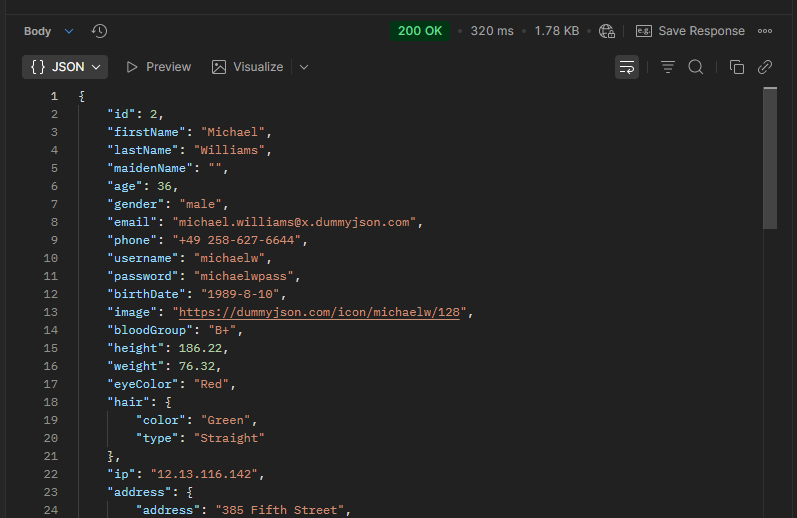 Body 200 OK • 320 ms • 1.78 KB • e.g. Save Response
{} JSON Preview Visualize
1 {
2 "id": 2,
3 "firstName": "Michael",
4 "lastName": "Williams",
5 "maidenName": "",
6 "age": 36,
7 "gender": "male",
8 "email": "michael.williams@x.dummyjson.com",
9 "phone": "+49 258-627-6644",
10 "username": "michaelw",
11 "password": "michaelwpass",
12 "birthDate": "1989-8-10",
13 "image": "https://dummyjson.com/icon/michaelw/128",
14 "bloodGroup": "B+",
15 "height": 186.22,
16 "weight": 76.32,
17 "eyeColor": "Red",
18 "hair": {
19 "color": "Green",
20 "type": "Straight"
21 },
22 "ip": "12.13.116.142",
23 "address": {
24 "address": "385 Fifth Street",